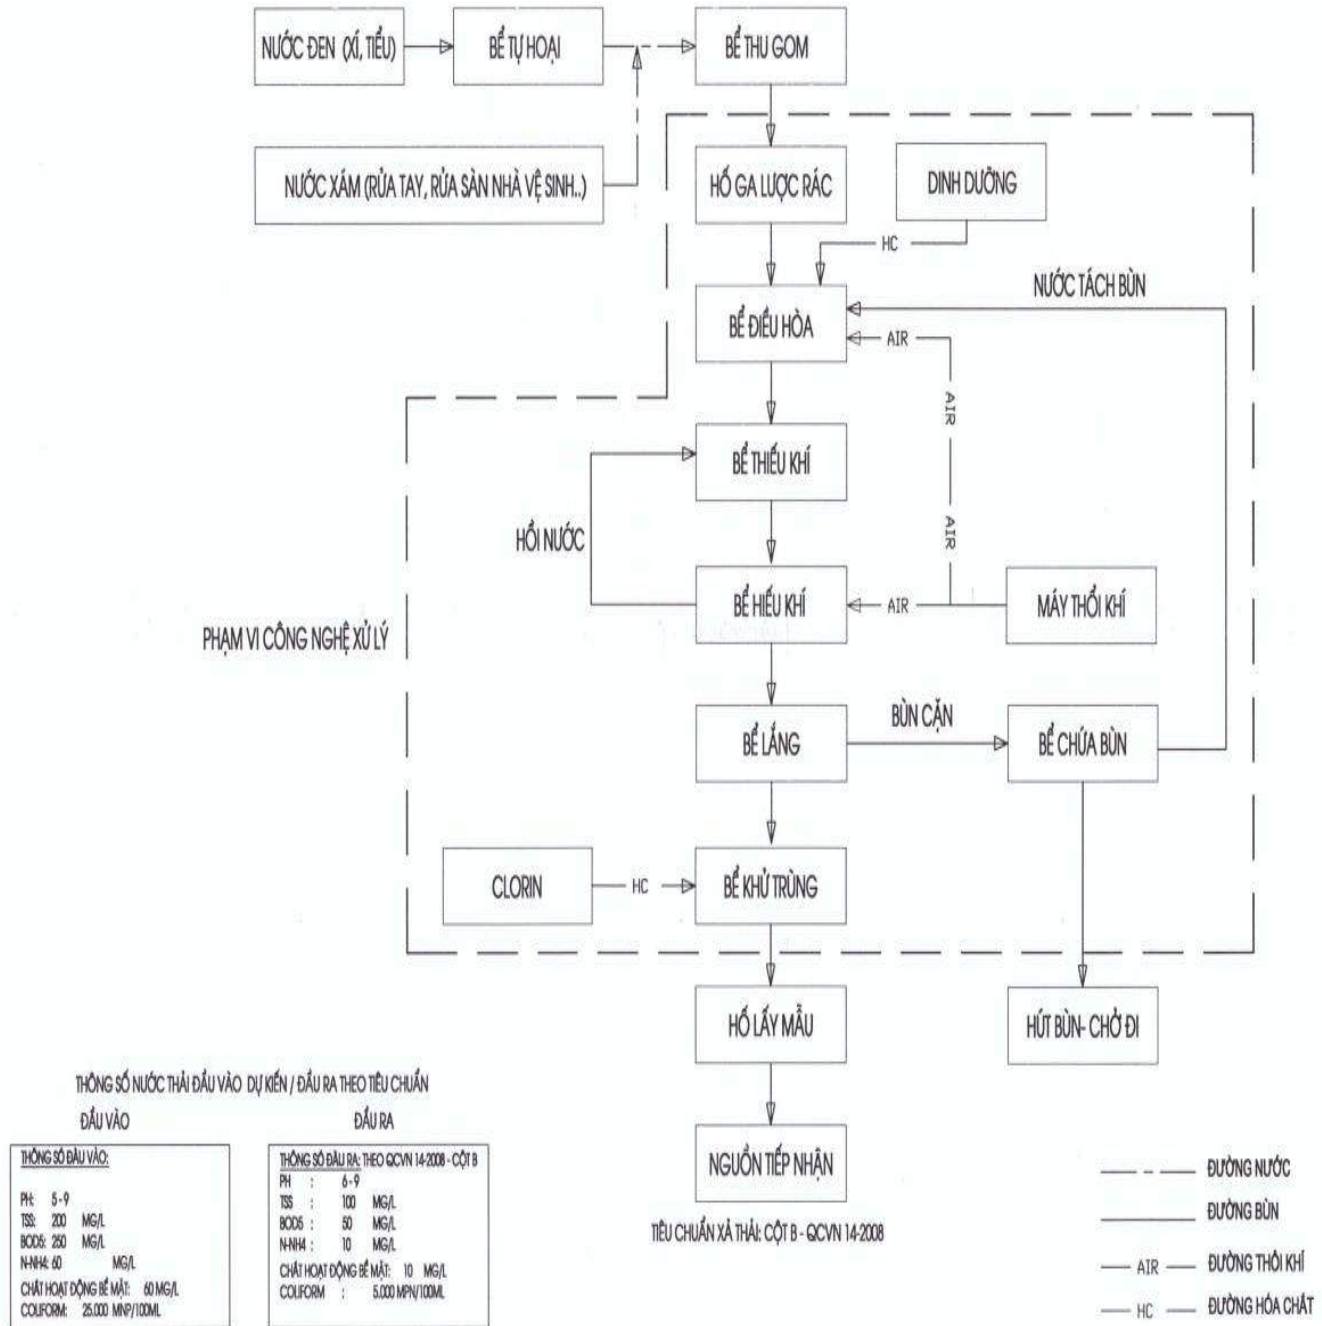 NƯỚC ĐEN (XÍ, TIỂU)
BỂ TỰ HOẠI
BỂ THU GOM
NƯỚC XÁM (RỬA TAY, RỬA SÀN NHÀ VỆ SINH..)
HỐ GA LƯỢC RÁC
DINH DƯỠNG
HC
NƯỚC TÁCH BÙN
BỂ ĐIỀU HÒA
AIR
AIR
BỂ THIẾU KHÍ
HỒI NƯỚC
AIR
BỂ HIẾU KHÍ
AIR
MÁY THỔI KHÍ
PHẠM VI CÔNG NGHỆ XỬ LÝ
BÙN CẶN
BỂ LẮNG
BỂ CHỨA BÙN
CLORIN
HC
BỂ KHỬ TRÙNG
HỐ LẤY MẪU
HÚT BÙN- CHỞ ĐI
NGUỒN TIẾP NHẬN
TIÊU CHUẨN XẢ THẢI: CỘT B - QCVN 14-2008
THÔNG SỐ NƯỚC THẢI ĐẦU VÀO DỰ KIẾN / ĐẦU RA THEO TIÊU CHUẨN
ĐẦU VÀO
THÔNG SỐ ĐẦU VÀO:
PH: 5-9
TSS: 200 MG/L
BOD5: 250 MG/L
N-NH4: 60 MG/L
CHẤT HOẠT ĐỘNG BỀ MẶT: 60 MG/L
COLIFORM: 25.000 MNP/100ML
ĐẦU RA
THÔNG SỐ ĐẦU RA: THEO QCVN 14-2008 - CỘT B
PH : 6-9
TSS : 100 MG/L
BOD5 : 50 MG/L
N-NH4 : 10 MG/L
CHẤT HOẠT ĐỘNG BỀ MẶT: 10 MG/L
COLIFORM : 5.000 MPN/100ML
ĐƯỜNG NƯỚC
ĐƯỜNG BÙN
AIR ĐƯỜNG THỔI KHÍ
HC ĐƯỜNG HÓA CHẤT